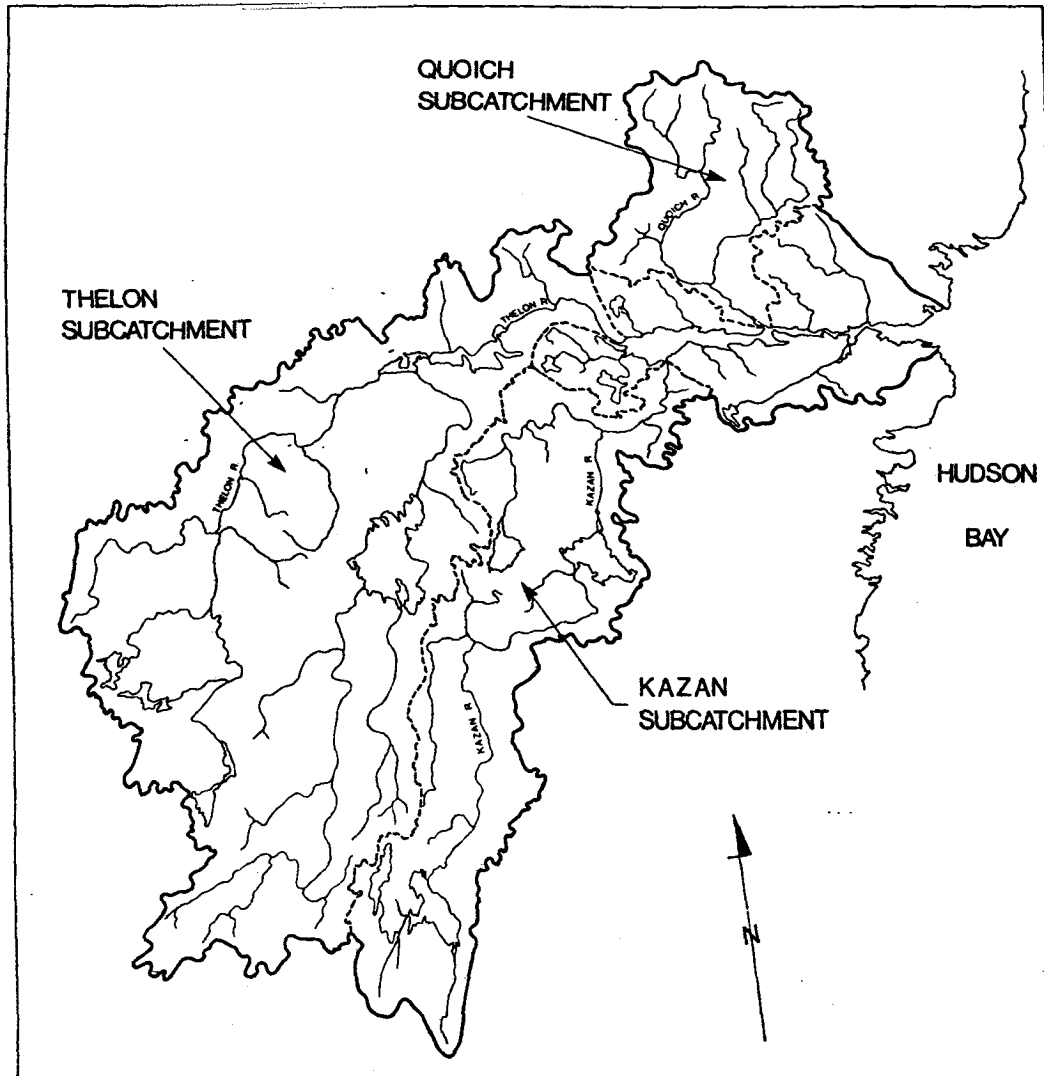 QUOICH
SUBCATCHMENT
QUOICH R
THELON
SUBCATCHMENT
THELON R
THELON R
KAZAN R
HUDSON
BAY
KAZAN
SUBCATCHMENT
KAZAN R
N